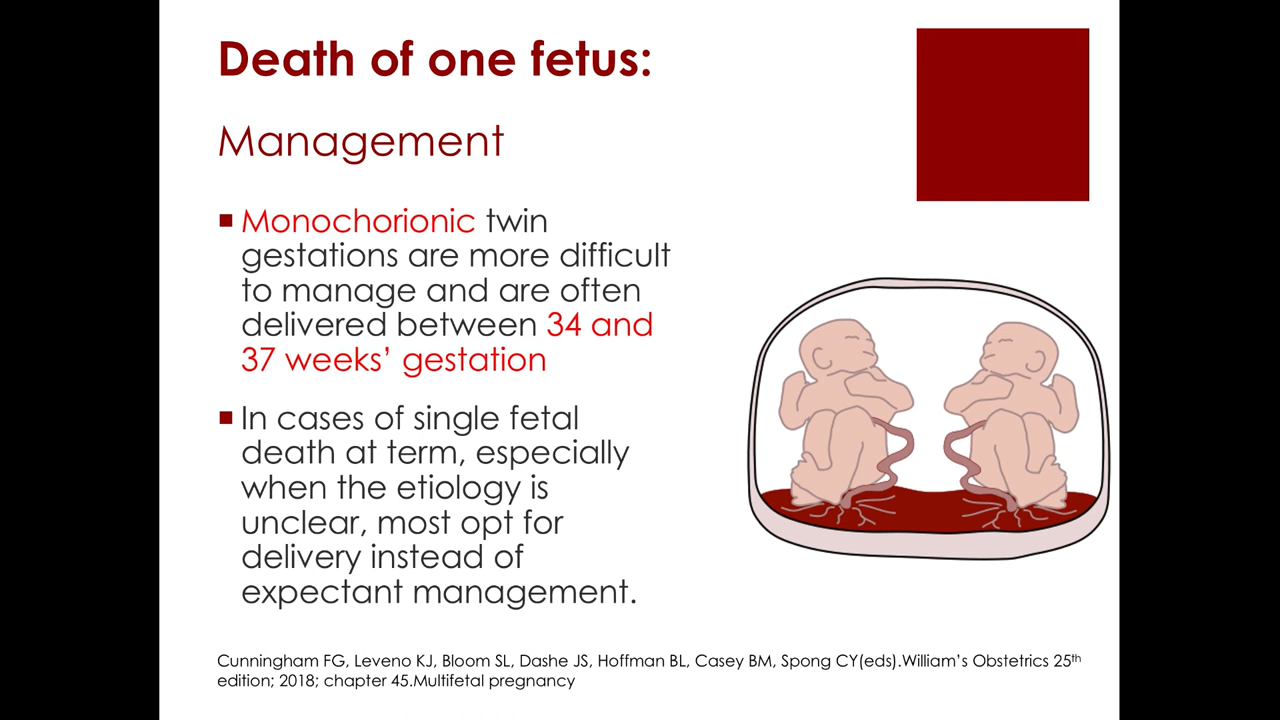 Death of one fetus:
Management
Monochorionic twin
gestations are more difficult
to manage and are often
delivered between 34 and
37 weeks’ gestation
In cases of single fetal
death at term, especially
when the etiology is
unclear, most opt for
delivery instead of
expectant management.
Cunningham FG, Leveno KJ, Bloom SL, Dashe JS, Hoffman BL, Casey BM, Spong CY(eds).William’s Obstetrics 25th
edition; 2018; chapter 45.Multifetal pregnancy